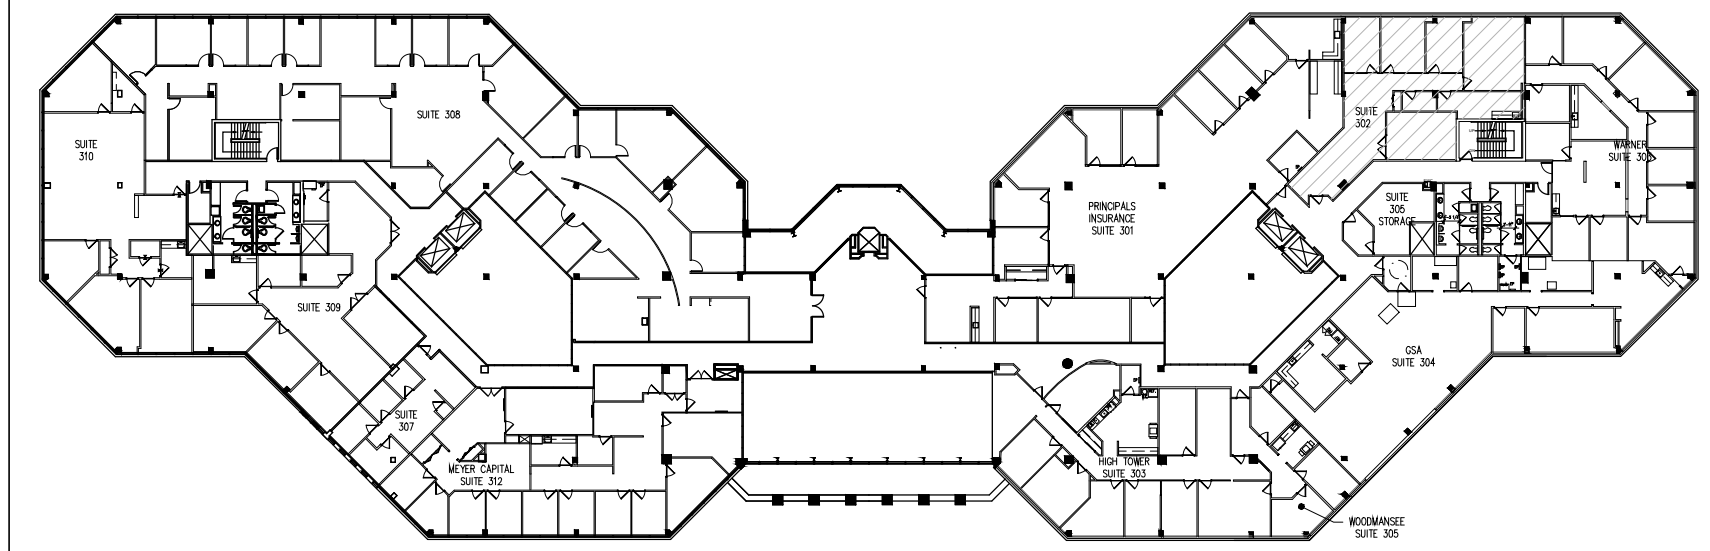 SUITE
310
SUITE 308
SUITE 309
SUITE
307
MEYER CAPITAL
SUITE 312
PRINCIPALS
INSURANCE
SUITE 301
SUITE
302
WARNER
SUITE
SUITE
305
STORAGE
GSA
SUITE 304
HIGH TOWER
SUITE 303
WOODMANSEE
SUITE 305